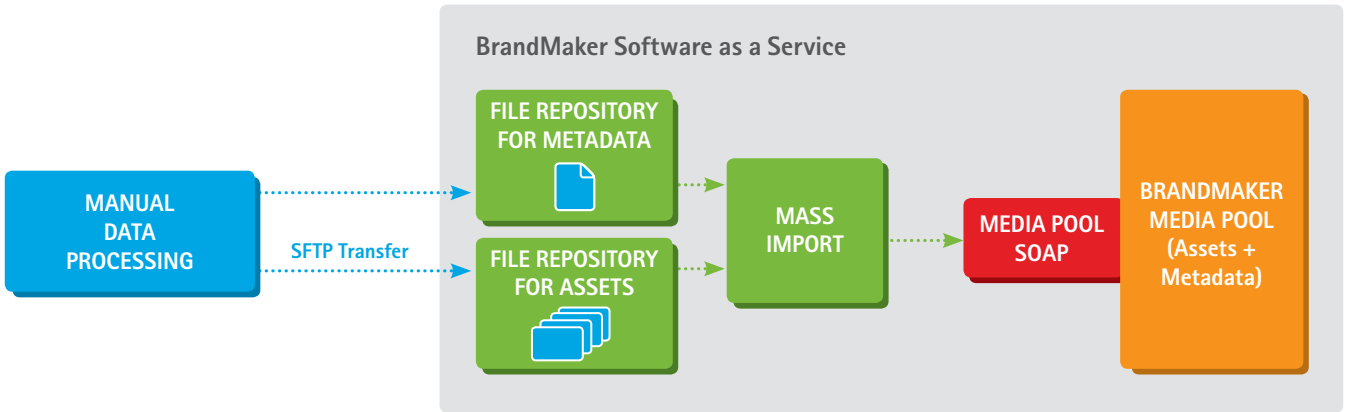 BrandMaker Software as a Service
MANUAL
DATA
PROCESSING
SFTP Transfer
FILE REPOSITORY
FOR METADATA
FILE REPOSITORY
FOR ASSETS
MASS
IMPORT
MEDIA POOL
SOAP
BRANDMAKER
MEDIA POOL
(Assets +
Metadata)